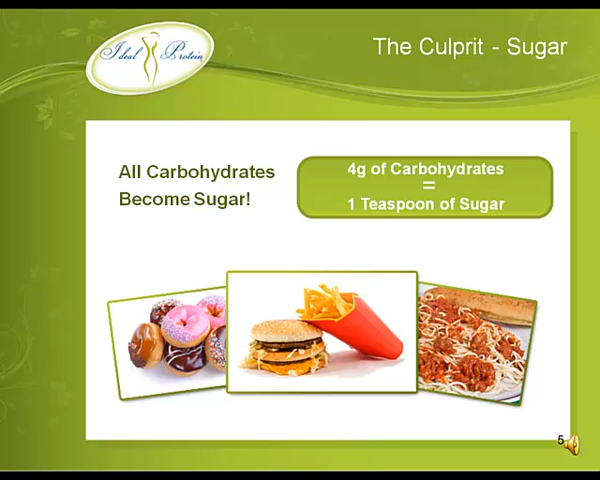 Ideal Protein
The Culprit - Sugar
All Carbohydrates
Become Sugar!
4g of Carbohydrates
=
1 Teaspoon of Sugar
5